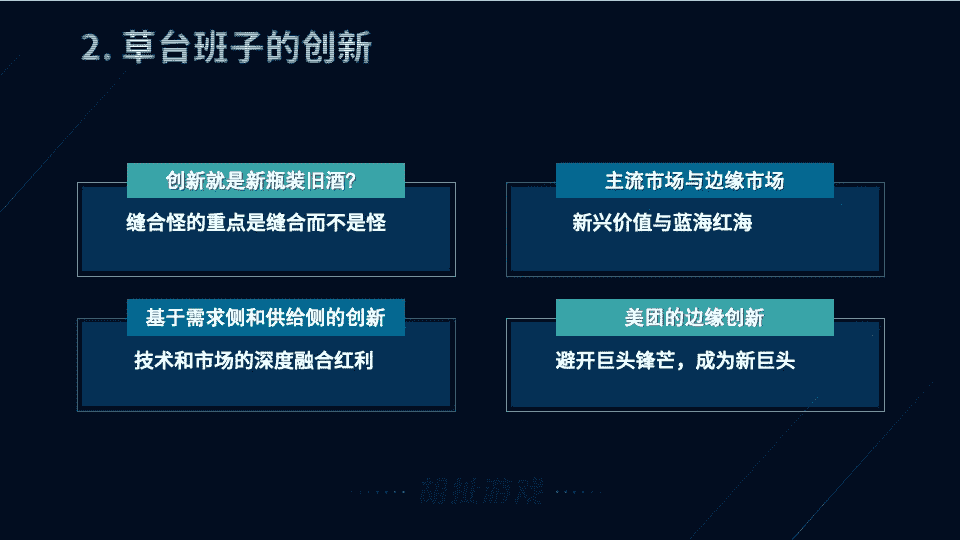 2. 草台班子的创新
创新就是新瓶装旧酒？
缝合怪的重点是缝合而不是怪
主流市场与边缘市场
新兴价值与蓝海红海
基于需求侧和供给侧的创新
技术和市场的深度融合红利
美团的边缘创新
避开巨头锋芒，成为新巨头
胡扯游戏